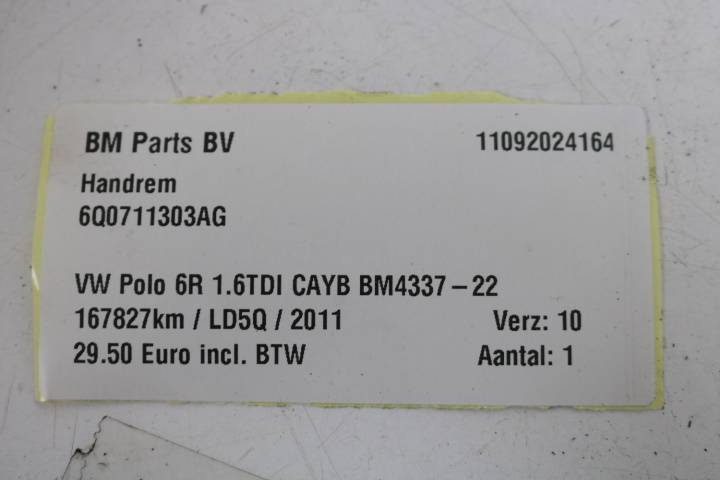 BM Parts BV 11092024164
Handrem
6Q0711303AG
VW Polo 6R 1.6TDI CAYB BM4337-22
167827km / LD5Q / 2011 Verz: 10
29.50 Euro incl. BTW Aantal: 1